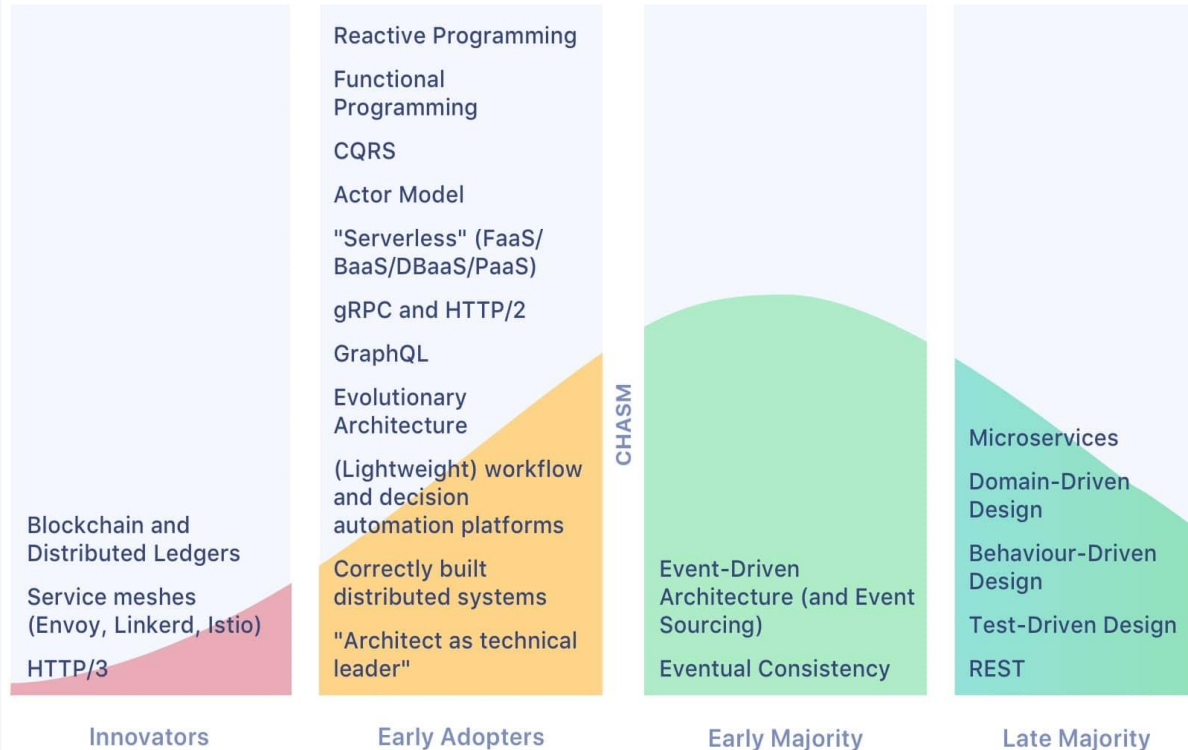 Blockchain and
Distributed Ledgers
Service meshes
(Envoy, Linkerd, Istio)
HTTP/3
Innovators
Reactive Programming
Functional
Programming
CQRS
Actor Model
"Serverless" (FaaS/
BaaS/DBaaS/PaaS)
gRPC and HTTP/2
GraphQL
Evolutionary
Architecture
(Lightweight) workflow
and decision
automation platforms
Correctly built
distributed systems
"Architect as technical
leader"
Early Adopters
CHASM
Event-Driven
Architecture (and Event
Sourcing)
Eventual Consistency
Early Majority
Microservices
Domain-Driven
Design
Behaviour-Driven
Design
Test-Driven Design
REST
Late Majority